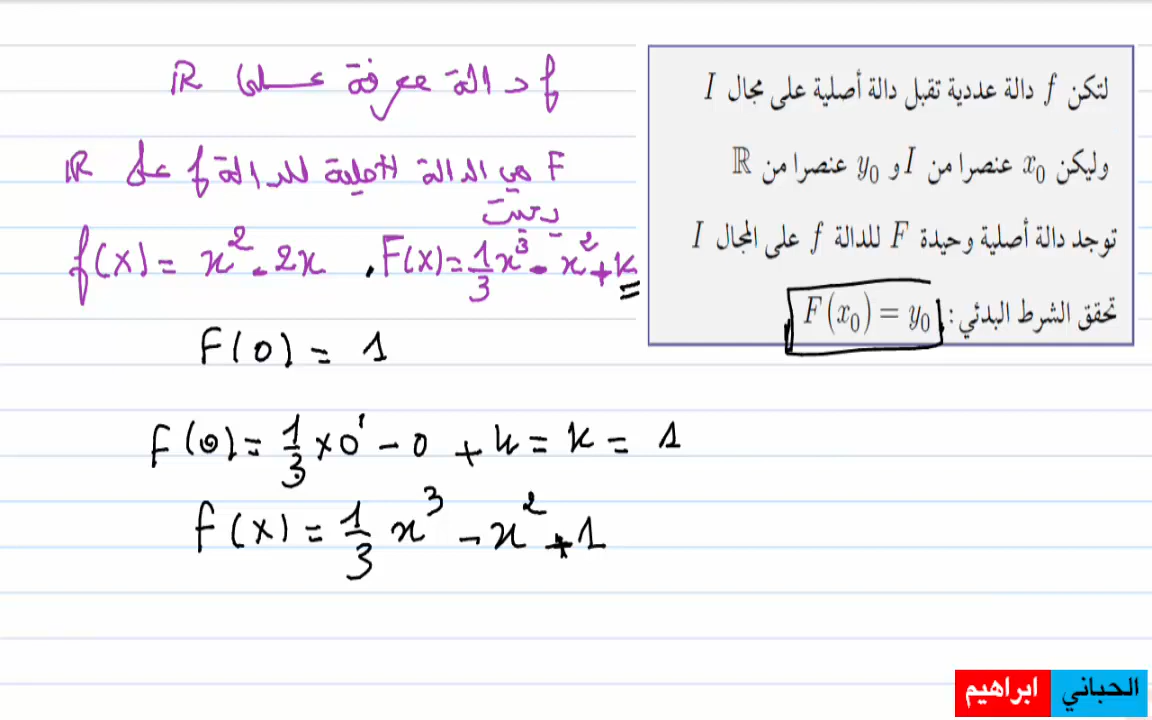 f دالة معرفة على ℝ
F هي الدالة الأصلية للدالة f على ℝ
بحيث
f(x) = x² - 2x , F(x) = 1/3 x³ - x² + k
F(0) = 1
F(0) = 1/3 × 0 - 0 + k = k = 1
F(x) = 1/3 x³ - x² + 1
لتكن f دالة عددية تقبل دالة أصلية على مجال I
وليكن x₀ عنصرا من I و y₀ عنصرا من ℝ
توجد دالة أصلية وحيدة F للدالة f على المجال I
تحقق الشرط البدئي: F(x₀) = y₀
ابراهيم الحباني